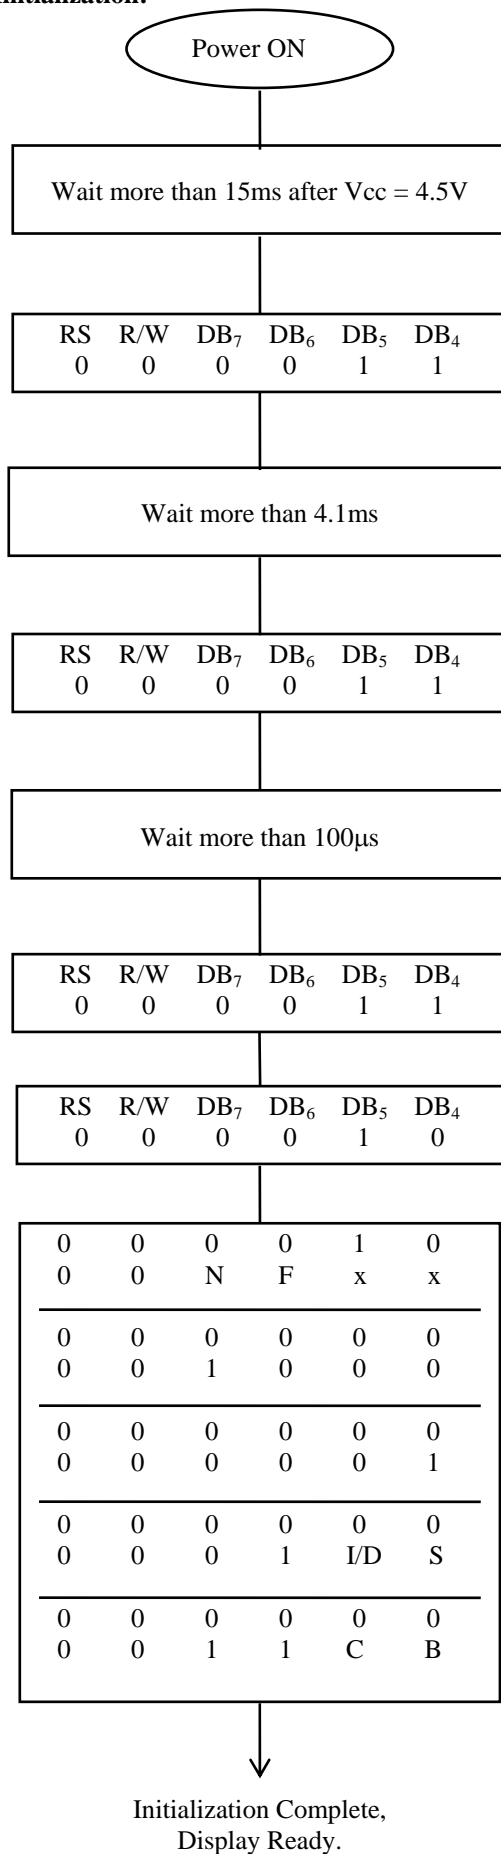 Initialization:
Power ON
Wait more than 15ms after Vcc = 4.5V
RS R/W DB₇ DB₆ DB₅ DB₄
0 0 0 0 1 1
Wait more than 4.1ms
RS R/W DB₇ DB₆ DB₅ DB₄
0 0 0 0 1 1
Wait more than 100μs
RS R/W DB₇ DB₆ DB₅ DB₄
0 0 0 0 1 1
RS R/W DB₇ DB₆ DB₅ DB₄
0 0 0 0 1 0
0 0 0 0 1 0
0 0 N F x x
0 0 0 0 0 0
0 0 1 0 0 0
0 0 0 0 0 0
0 0 0 0 0 1
0 0 0 0 0 0
0 0 0 1 I/D S
0 0 0 0 0 0
0 0 1 1 C B
Initialization Complete,
Display Ready.